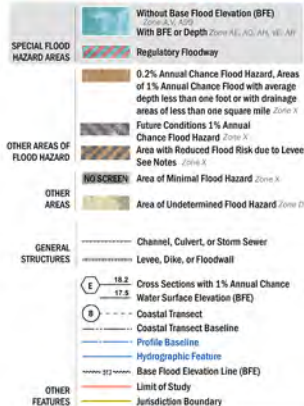 Without Base Flood Elevation (BFE)
Zone A,V, A99
With BFE or Depth Zone AE, AO, AH, VE, AR
SPECIAL FLOOD
HAZARD AREAS
Regulatory Floodway
0.2% Annual Chance Flood Hazard, Areas
of 1% Annual Chance Flood with average
depth less than one foot or with drainage
areas of less than one square mile Zone X
Future Conditions 1% Annual
Chance Flood Hazard Zone X
OTHER AREAS OF
FLOOD HAZARD
Area with Reduced Flood Risk due to Levee
See Notes Zone X
NO SCREEN Area of Minimal Flood Hazard Zone X
OTHER
AREAS
Area of Undetermined Flood Hazard Zone D
GENERAL
STRUCTURES
Channel, Culvert, or Storm Sewer
Levee, Dike, or Floodwall
E 18.2 Cross Sections with 1% Annual Chance
17.5 Water Surface Elevation (BFE)
8 Coastal Transect
Coastal Transect Baseline
Profile Baseline
Hydrographic Feature
513 Base Flood Elevation Line (BFE)
OTHER
FEATURES
Limit of Study
Jurisdiction Boundary